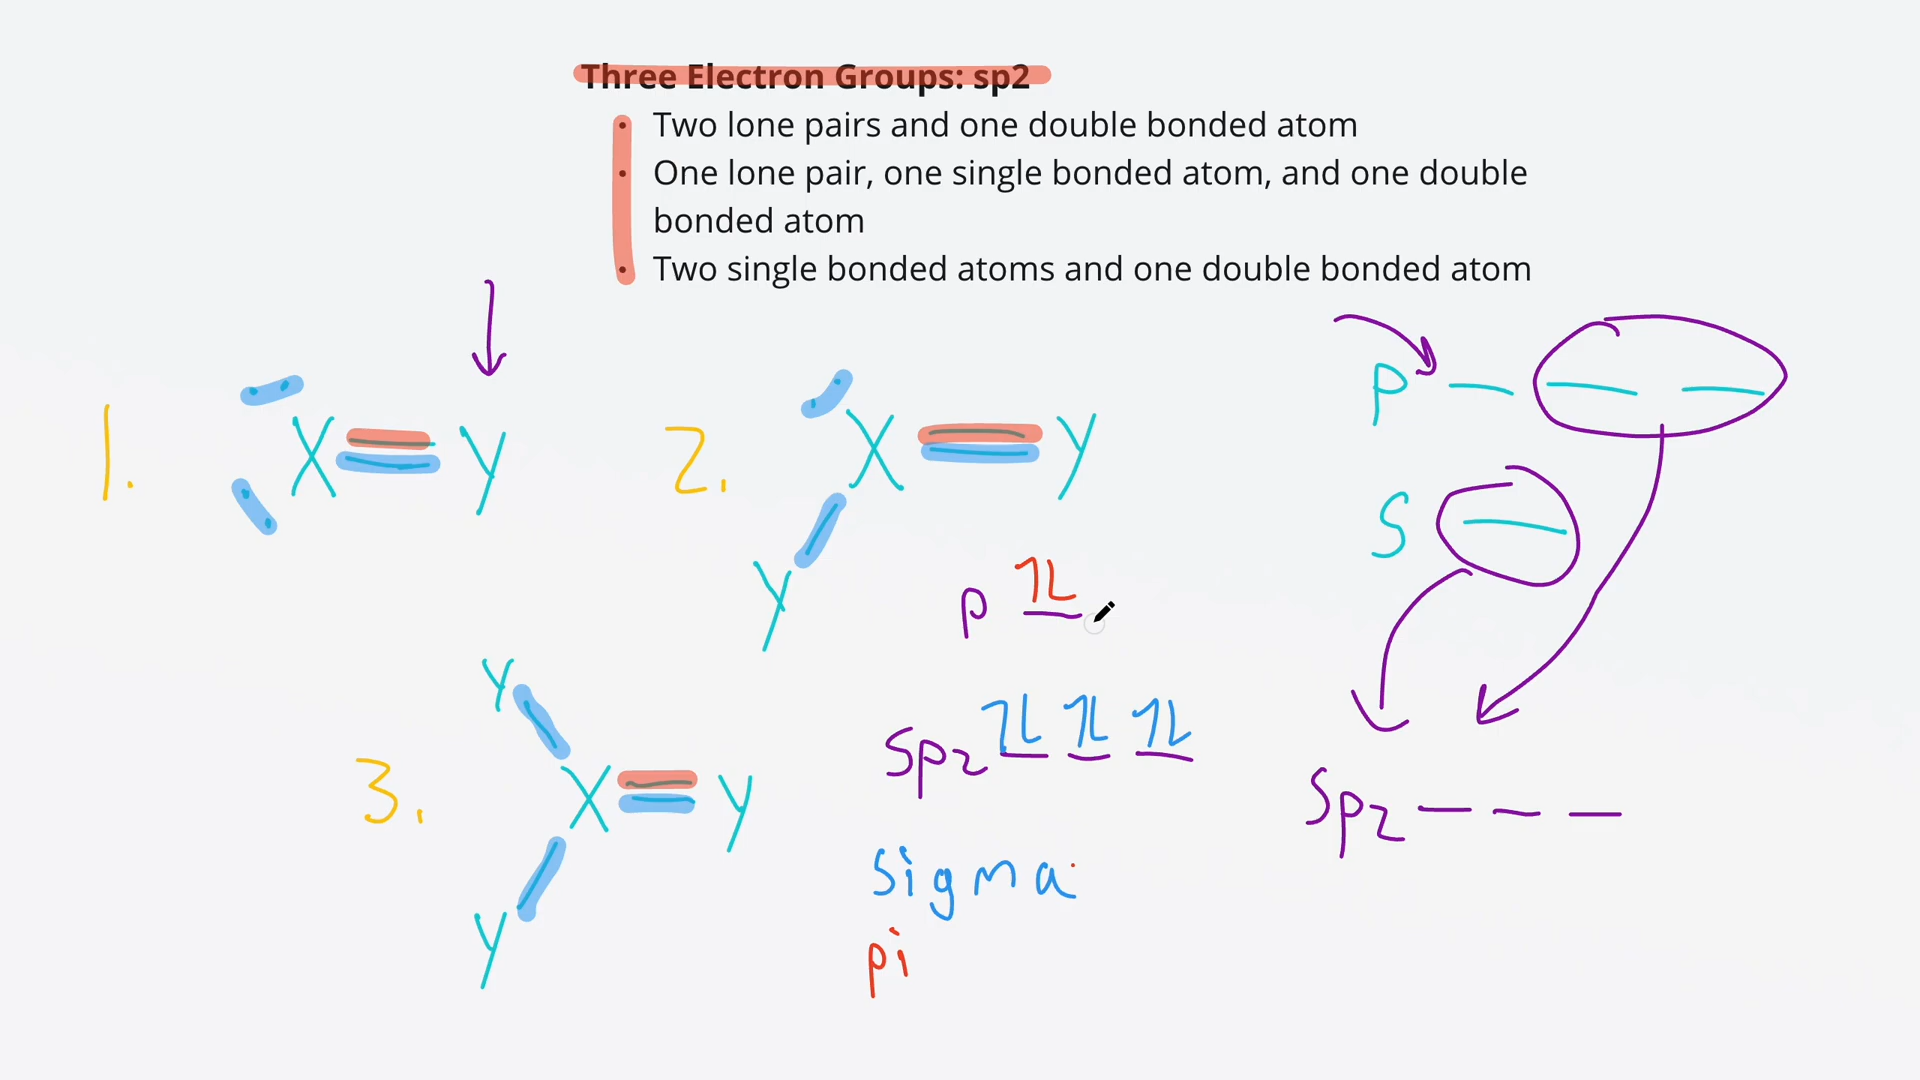 Three Electron Groups: sp2
• Two lone pairs and one double bonded atom
• One lone pair, one single bonded atom, and one double
bonded atom
• Two single bonded atoms and one double bonded atom
1.
X
Y
2.
X
Y
Y
P
S
p
sp2
3.
Y
X
Y
Y
sp2
sigma
pi